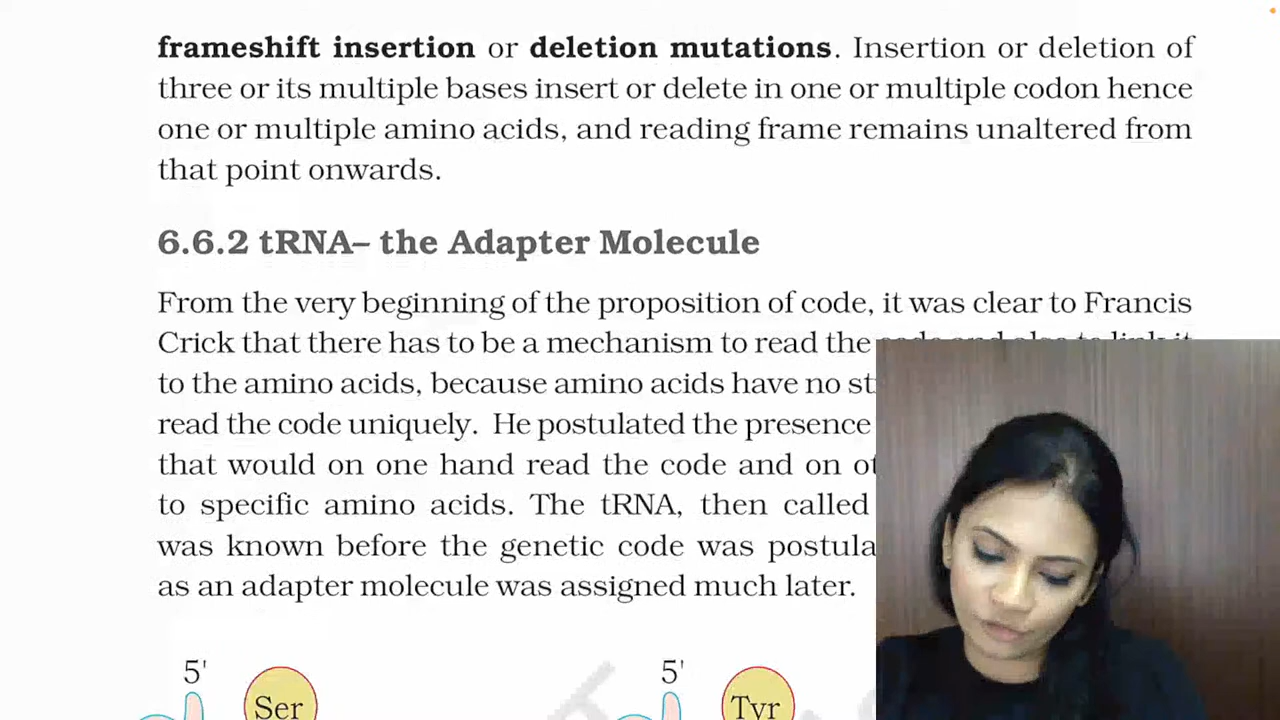 frameshift insertion or deletion mutations. Insertion or deletion of
three or its multiple bases insert or delete in one or multiple codon hence
one or multiple amino acids, and reading frame remains unaltered from
that point onwards.
6.6.2 tRNA– the Adapter Molecule
From the very beginning of the proposition of code, it was clear to Francis
Crick that there has to be a mechanism to read the
to the amino acids, because amino acids have no
read the code uniquely. He postulated the presence
that would on one hand read the code and on
to specific amino acids. The tRNA, then called
was known before the genetic code was
as an adapter molecule was assigned much later.
5' 5'
Ser Tyr